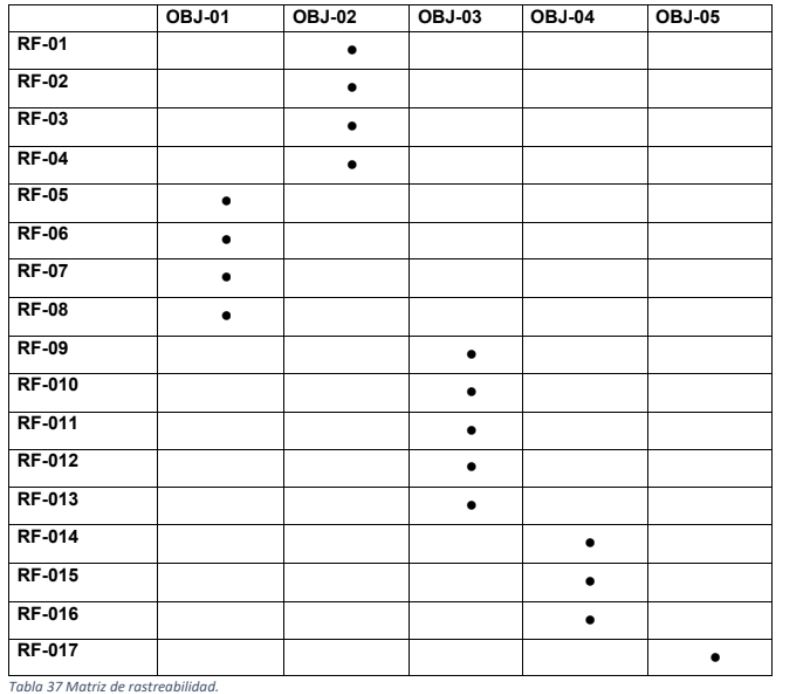 OBJ-01 OBJ-02 OBJ-03 OBJ-04 OBJ-05
RF-01 •
RF-02 •
RF-03 •
RF-04 •
RF-05 •
RF-06 •
RF-07 •
RF-08 •
RF-09 •
RF-010 •
RF-011 •
RF-012 •
RF-013 •
RF-014 •
RF-015 •
RF-016 •
RF-017 •
Tabla 37 Matriz de rastreabilidad.